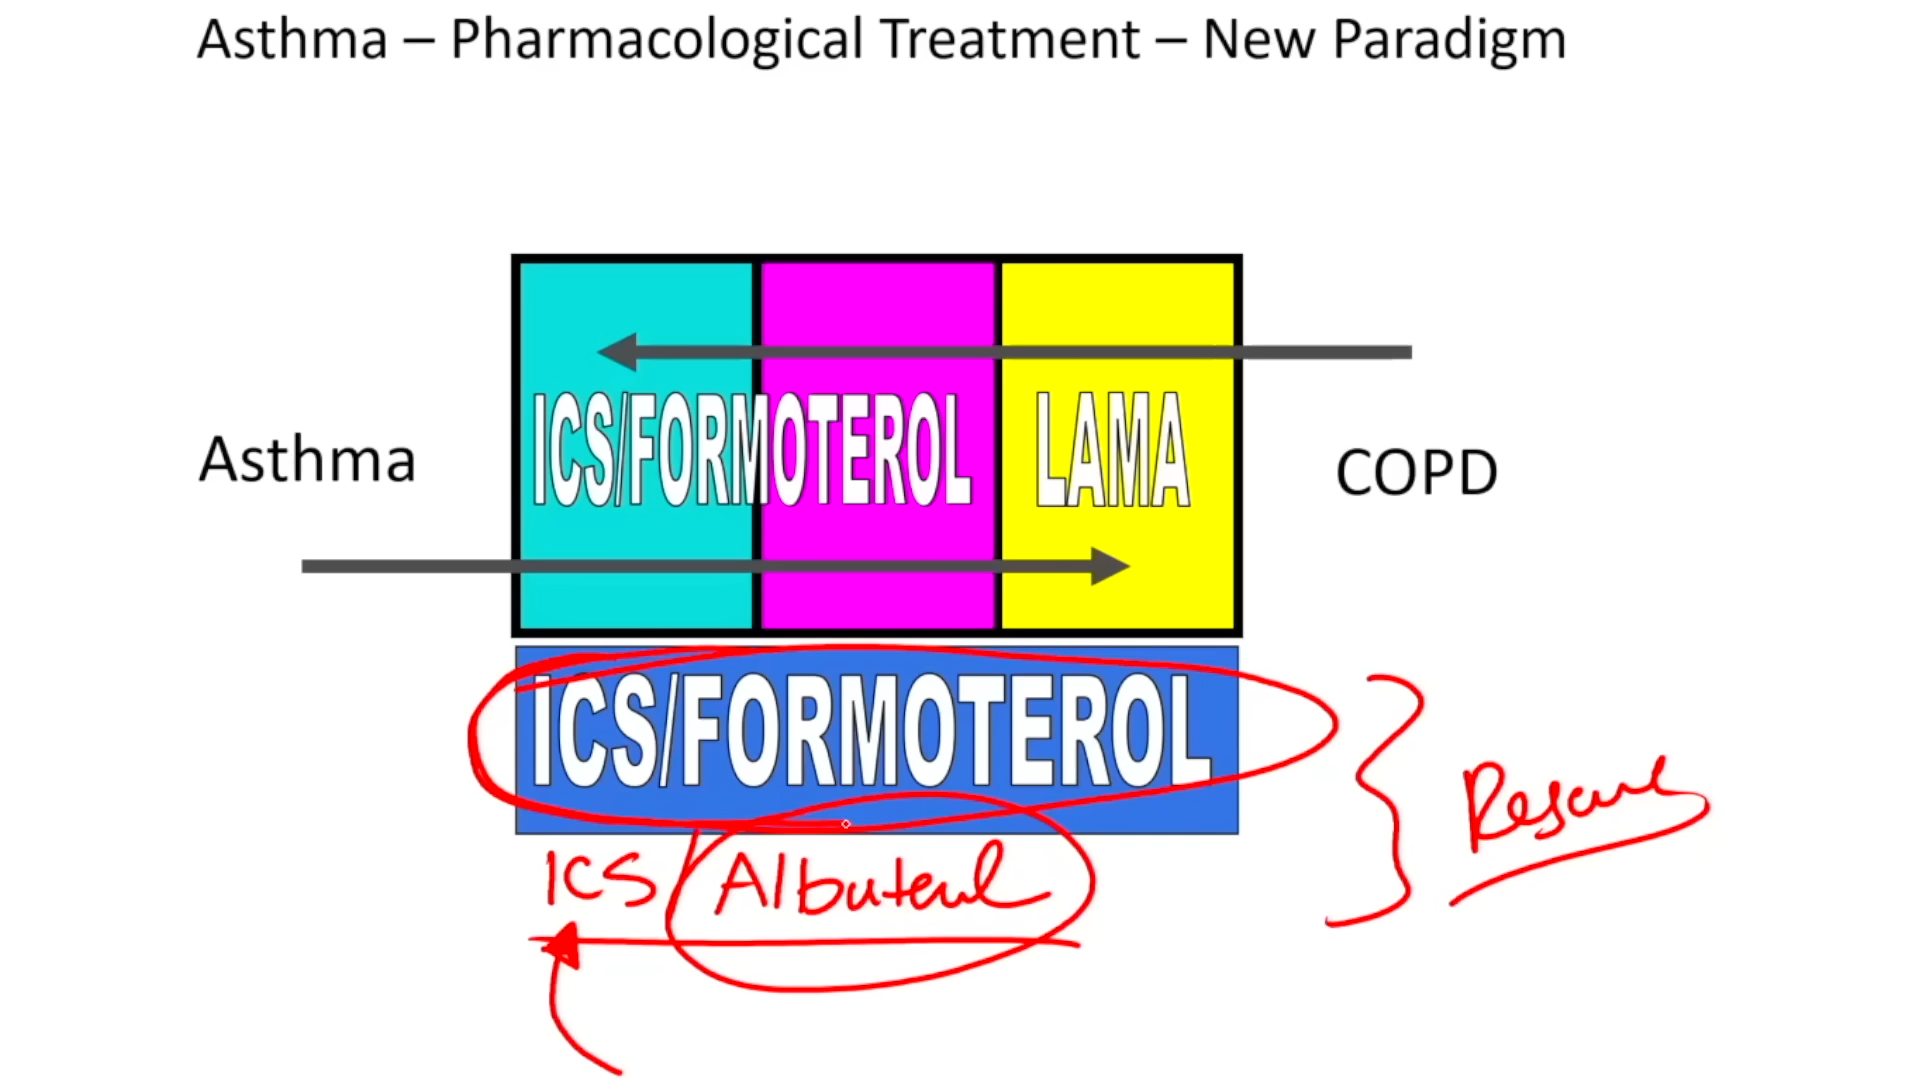 Asthma – Pharmacological Treatment – New Paradigm
Asthma
ICS/FORMOTEROL
LAMA
COPD
ICS/FORMOTEROL
ICS Albuterol
Rescue